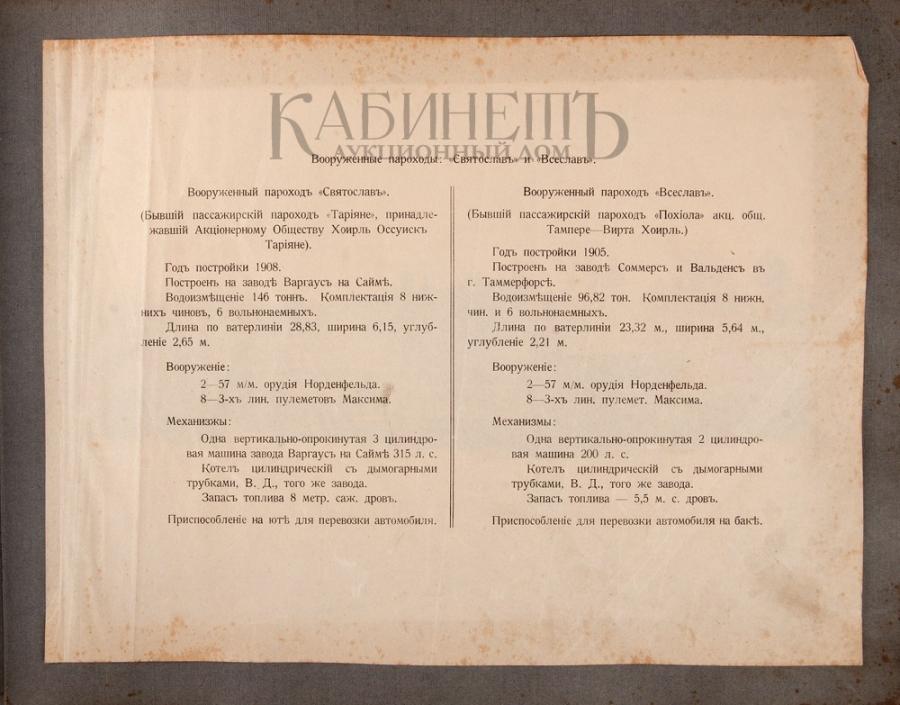 КАБИНЕТЪ
АУКЦИОННЫЙ ДОМ
Вооруженные пароходы: «Святославъ» и «Всеславъ».
Вооруженный пароходъ «Святославъ».
(Бывшій пассажирскій пароходъ «Таріяне», принадле-
жавшій Акціонерному Обществу Хоирль Оссуискъ
Таріяне).
Годъ постройки 1908.
Построенъ на заводѣ Варгаусъ на Саймѣ.
Водоизмѣщеніе 146 тоннъ. Комплектація 8 ниж-
нихъ чиновъ, 6 вольнонаемныхъ.
Длина по ватерлиніи 28,83, ширина 6,15, углуб-
леніе 2,65 м.
Вооруженіе:
2—57 м/м. орудія Норденфельда.
8—3-хъ лин. пулеметовъ Максима.
Механизжы:
Одна вертикально-опрокинутая 3 цилиндро-
вая машина завода Варгаусъ на Саймѣ 315 л. с.
Котелъ цилиндрическій съ дымогарными
трубками, В. Д., того же завода.
Запасъ топлива 8 метр. саж. дровъ.
Приспособленіе на ютѣ для перевозки автомобиля.
Вооруженный пароходъ «Всеславъ».
(Бывшій пассажирскій пароходъ «Похіола» акц. общ.
Тампере—Вирта Хоирль.)
Годъ постройки 1905.
Построенъ на заводѣ Соммерсъ и Вальденсъ въ
г. Таммерфорсѣ.
Водоизмѣщеніе 96,82 тон. Комплектація 8 нижн.
чин. и 6 вольнонаемныхъ.
Длина по ватерлиніи 23,32 м., ширина 5,64 м.,
углубленіе 2,21 м.
Вооруженіе:
2—57 м/м. орудія Норденфельда.
8—3-хъ лин. пулемет. Максима.
Механизмы:
Одна вертикально-опрокинутая 2 цилиндро-
вая машина 200 л. с.
Котелъ цилиндрическій съ дымогарными
трубками, В. Д., того же завода.
Запасъ топлива — 5,5 м. с. дровъ.
Приспособленіе для перевозки автомобиля на бакѣ.